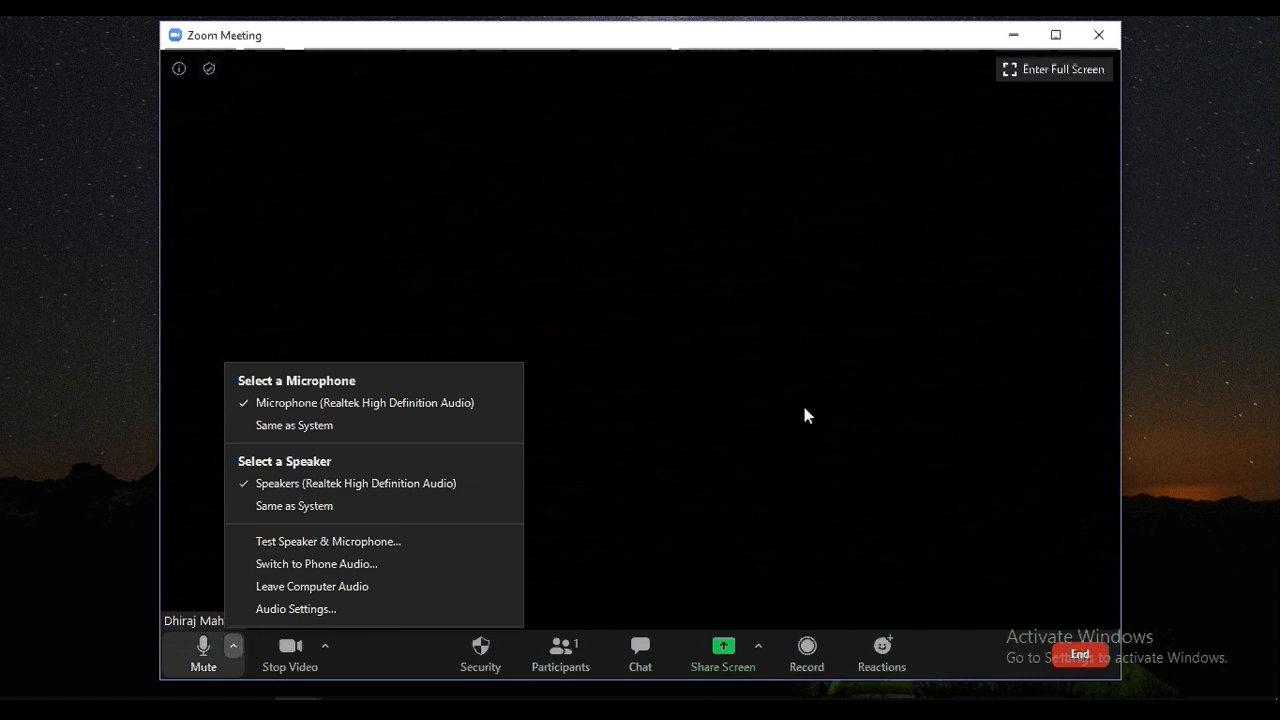 Zoom Meeting
Enter Full Screen
Select a Microphone
Microphone (Realtek High Definition Audio)
Same as System
Select a Speaker
Speakers (Realtek High Definition Audio)
Same as System
Test Speaker & Microphone...
Switch to Phone Audio...
Leave Computer Audio
Audio Settings...
Dhiraj Mah
Mute
Stop Video
Security
1
Participants
Chat
Share Screen
Record
Reactions
End
Activate Windows
Go to Settings to activate Windows.